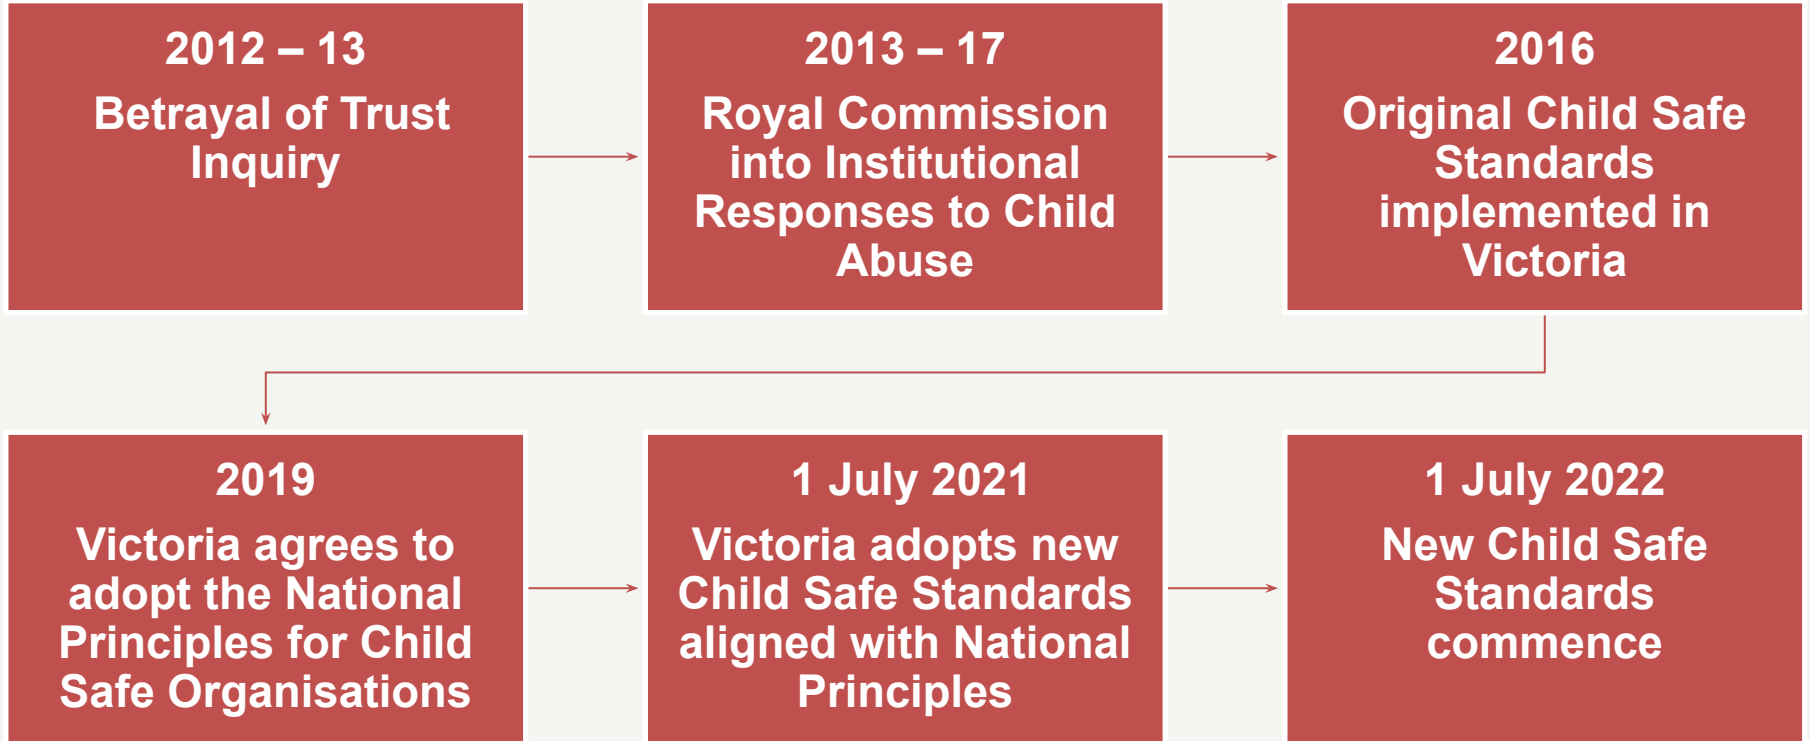 2012 – 13
Betrayal of Trust
Inquiry
2013 – 17
Royal Commission
into Institutional
Responses to Child
Abuse
2016
Original Child Safe
Standards
implemented in
Victoria
2019
Victoria agrees to
adopt the National
Principles for Child
Safe Organisations
1 July 2021
Victoria adopts new
Child Safe Standards
aligned with National
Principles
1 July 2022
New Child Safe
Standards
commence